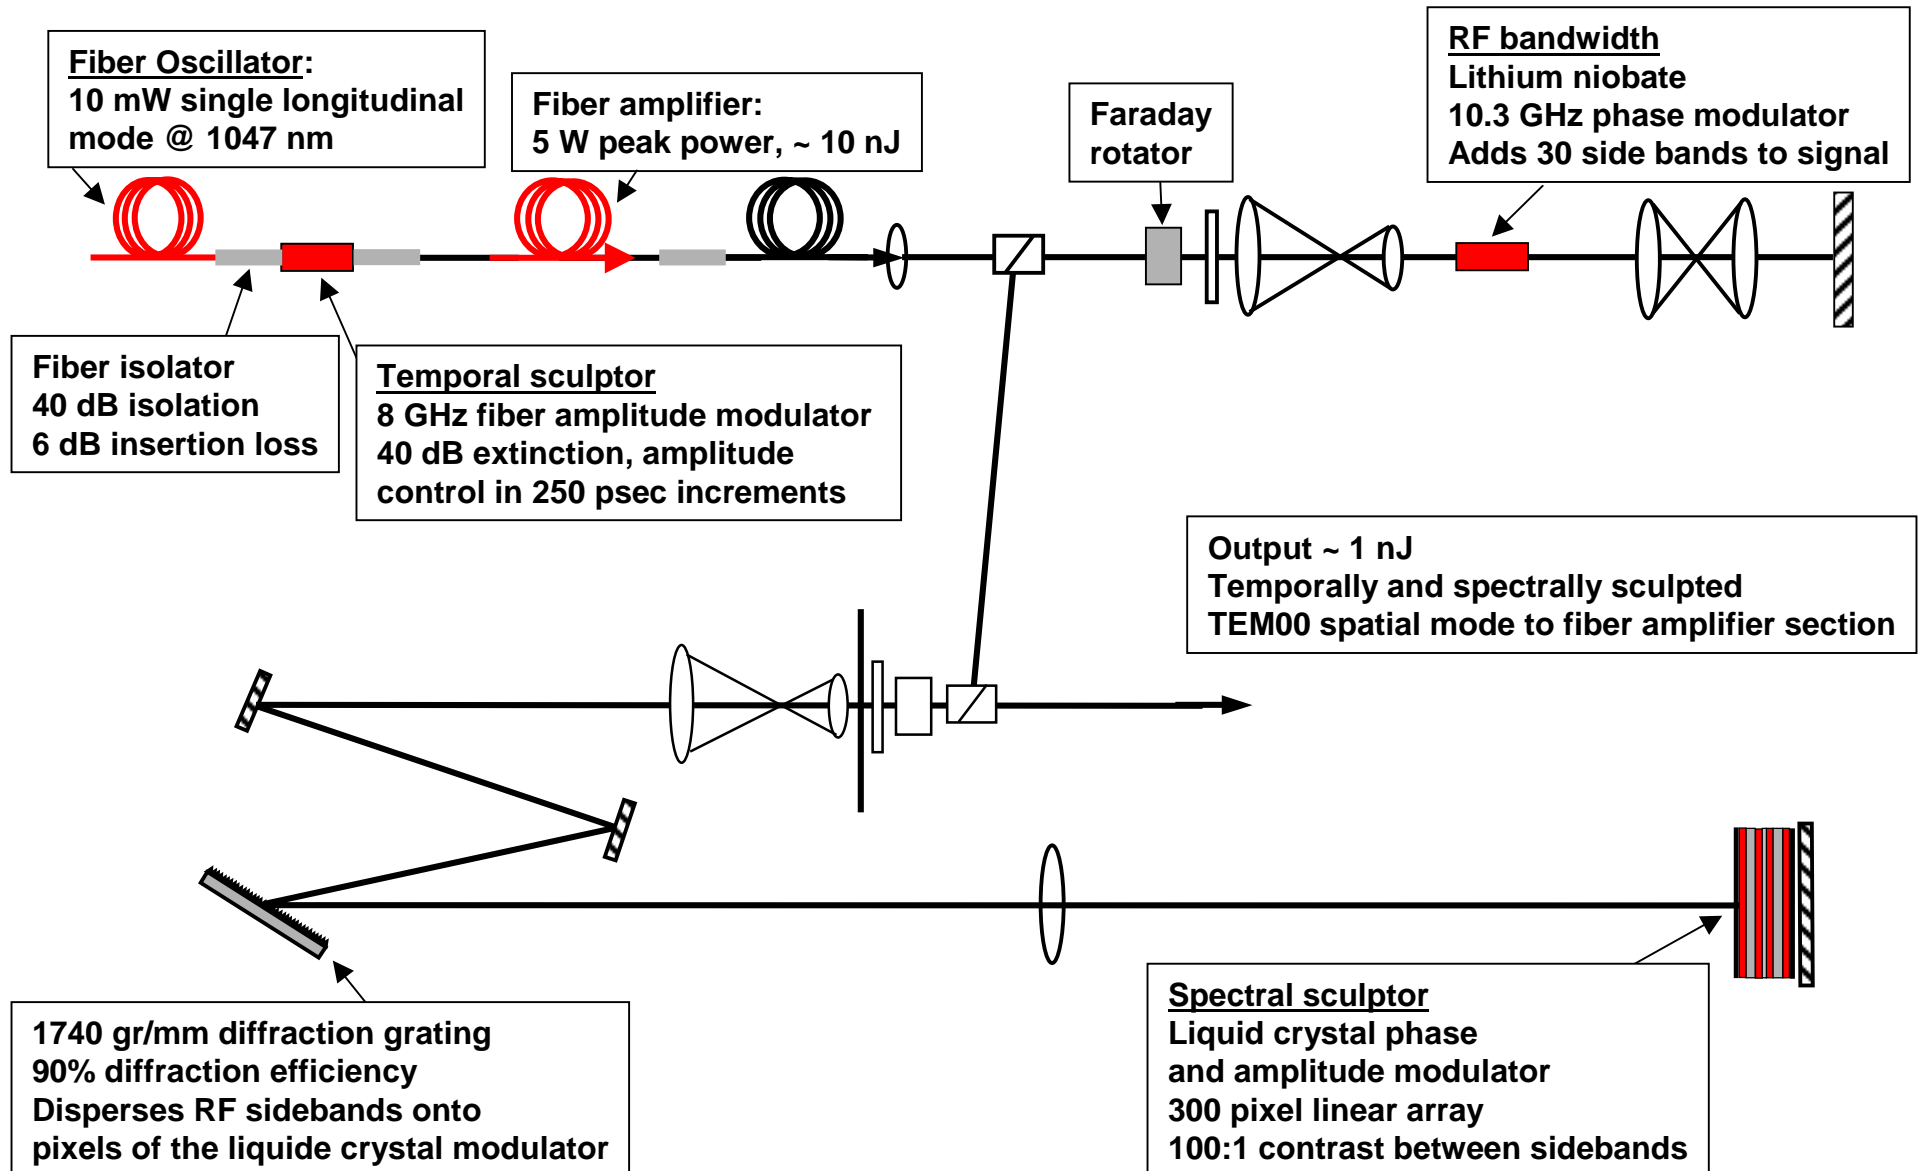 Fiber Oscillator:
10 mW single longitudinal
mode @ 1047 nm
Fiber amplifier:
5 W peak power, ~ 10 nJ
Faraday
rotator
RF bandwidth
Lithium niobate
10.3 GHz phase modulator
Adds 30 side bands to signal
Fiber isolator
40 dB isolation
6 dB insertion loss
Temporal sculptor
8 GHz fiber amplitude modulator
40 dB extinction, amplitude
control in 250 psec increments
Output ~ 1 nJ
Temporally and spectrally sculpted
TEM00 spatial mode to fiber amplifier section
1740 gr/mm diffraction grating
90% diffraction efficiency
Disperses RF sidebands onto
pixels of the liquide crystal modulator
Spectral sculptor
Liquid crystal phase
and amplitude modulator
300 pixel linear array
100:1 contrast between sidebands